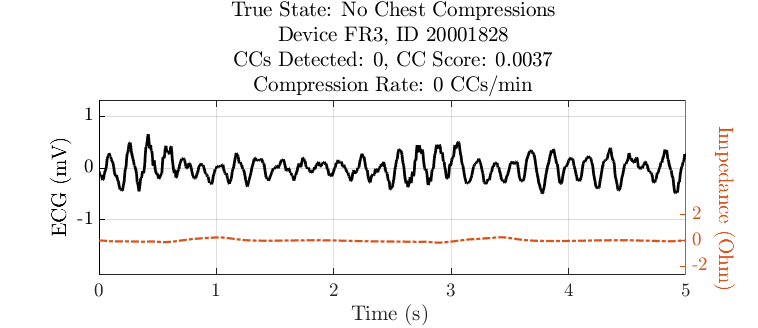 True State: No Chest Compressions
Device FR3, ID 20001828
CCs Detected: 0, CC Score: 0.0037
Compression Rate: 0 CCs/min
ECG (mV)
1
0
-1
Impedance (Ohm)
2
0
-2
0 1 2 3 4 5
Time (s)